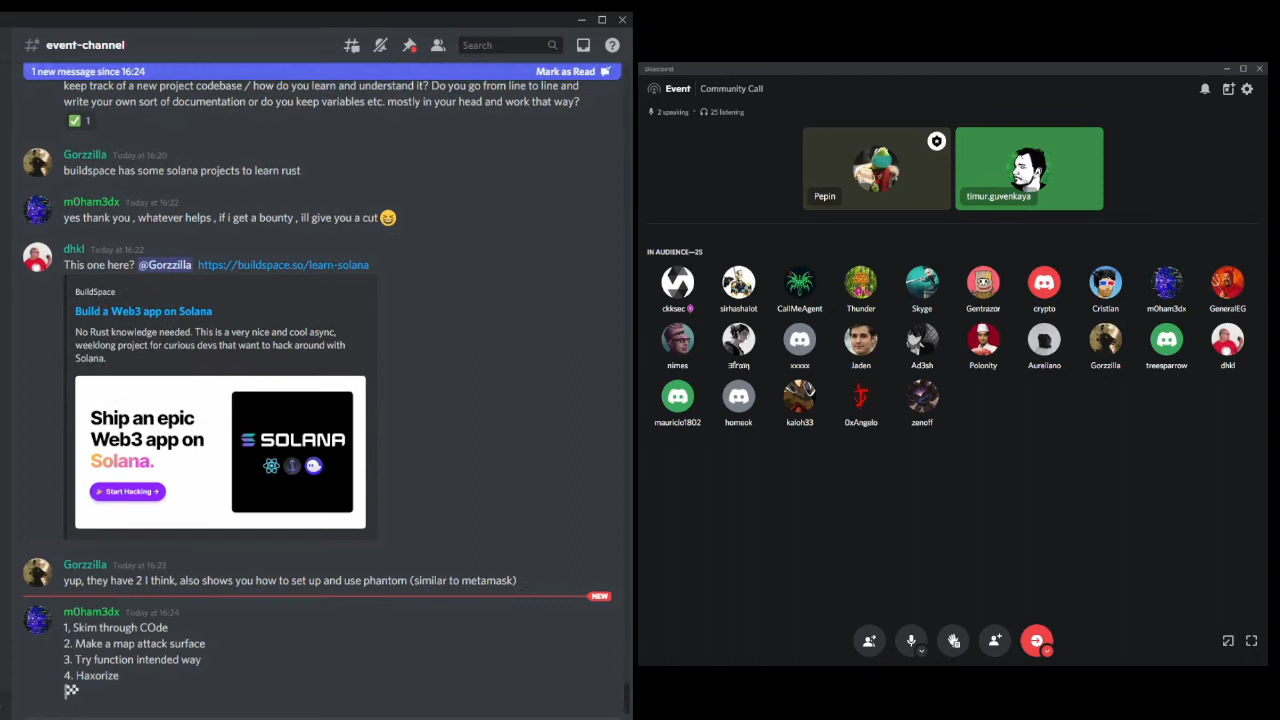 event-channel
Search
1 new message since 16:24
Mark as Read
keep track of a new project codebase / how do you learn and understand it? Do you go from line to line and
write your own sort of documentation or do you keep variables etc. mostly in your head and work that way?
1
Gorzzilla Today at 16:20
buildspace has some solana projects to learn rust
m0ham3dx Today at 16:22
yes thank you , whatever helps , if i get a bounty , ill give you a cut
dhkl Today at 16:22
This one here? @Gorzzilla https://buildspace.so/learn-solana
BuildSpace
Build a Web3 app on Solana
No Rust knowledge needed. This is a very nice and cool async,
weeklong project for curious devs that want to hack around with
Solana.
Ship an epic
Web3 app on
Solana.
Start Hacking →
SOLANA
Gorzzilla Today at 16:23
yup, they have 2 I think, also shows you how to set up and use phantom (similar to metamask)
NEW
m0ham3dx Today at 16:24
1, Skim through COde
2. Make a map attack surface
3. Try function intended way
4. Haxorize
Discord
Event Community Call
2 speaking • 25 listening
Pepin
timur.guvenkaya
IN AUDIENCE—25
ckksec
sirhashalot
CallMeAgent
Thunder
Skyge
Gentrazor
crypto
Cristian
m0ham3dx
GeneralEG
nimes
xxxxx
Jaden
Ad3sh
Polonity
Aureliano
Gorzzilla
treesparrow
dhkl
mauricio1802
homeok
kaioh33
0xAngelo
zenoff